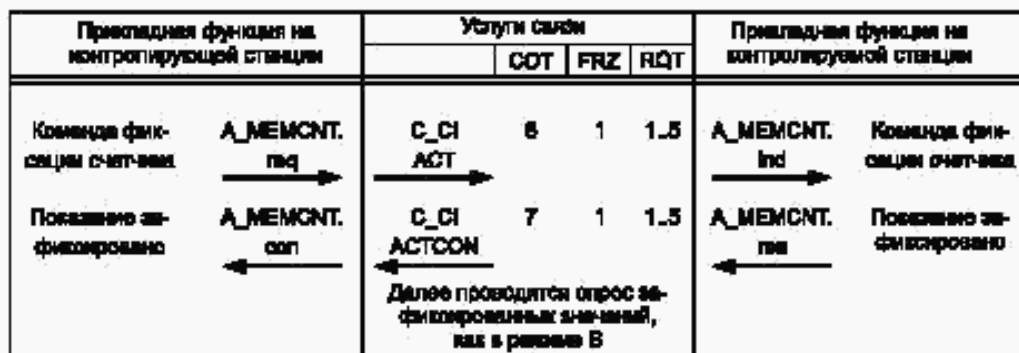 Прикладная функция на контролирующей станции
Услуги связи
Прикладная функция на контролируемой станции
COT FRZ RQT
Команда фик- A_MEMCNT. C_CI 6 1 1..5 A_MEMCNT. Команда фик-
сации счетчика req ACT ind сации счетчика
Показание за- A_MEMCNT. C_CI 7 1 1..5 A_MEMCNT. Показание за-
фиксировано con ACTCON res фиксировано
Далее проводится опрос за-
фиксированных значений,
как в режиме B